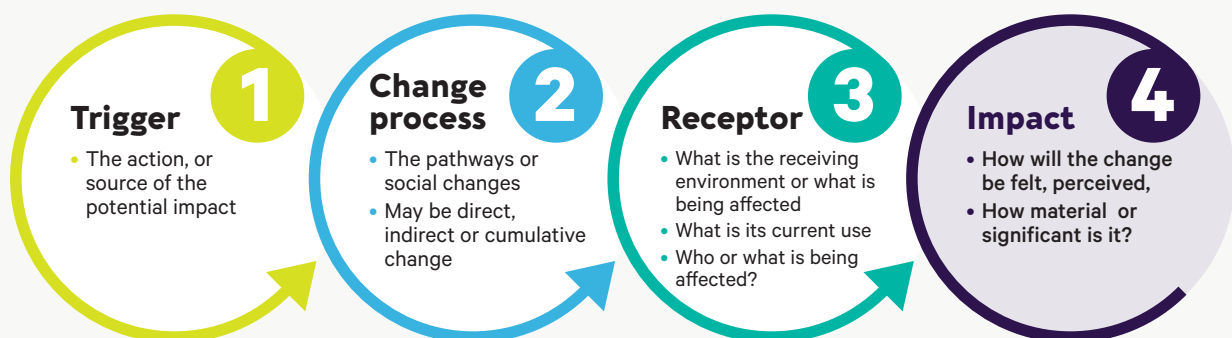 1
Trigger
• The action, or
source of the
potential impact
2
Change
process
• The pathways or
social changes
• May be direct,
indirect or cumulative
change
3
Receptor
• What is the receiving
environment or what is
being affected
• What is its current use
• Who or what is being
affected?
4
Impact
• How will the change
be felt, perceived,
• How material or
significant is it?